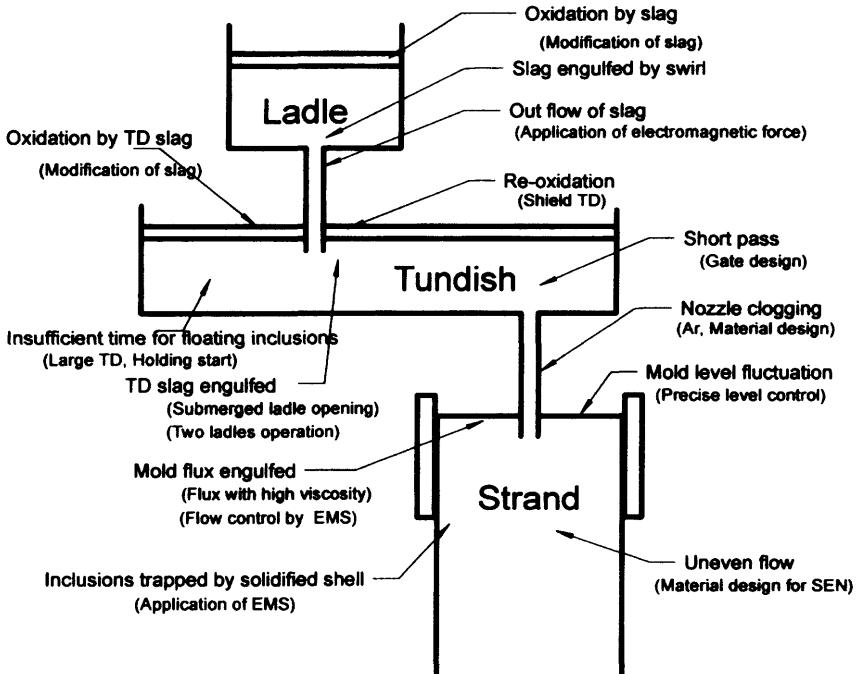 Oxidation by slag
(Modification of slag)
Slag engulfed by swirl
Ladle
Out flow of slag
(Application of electromagnetic force)
Oxidation by TD slag
(Modification of slag)
Re-oxidation
(Shield TD)
Short pass
(Gate design)
Tundish
Nozzle clogging
(Ar, Material design)
Insufficient time for floating inclusions
(Large TD, Holding start)
TD slag engulfed
(Submerged ladle opening)
(Two ladles operation)
Mold level fluctuation
(Precise level control)
Mold flux engulfed
(Flux with high viscosity)
(Flow control by EMS)
Strand
Inclusions trapped by solidified shell
(Application of EMS)
Uneven flow
(Material design for SEN)